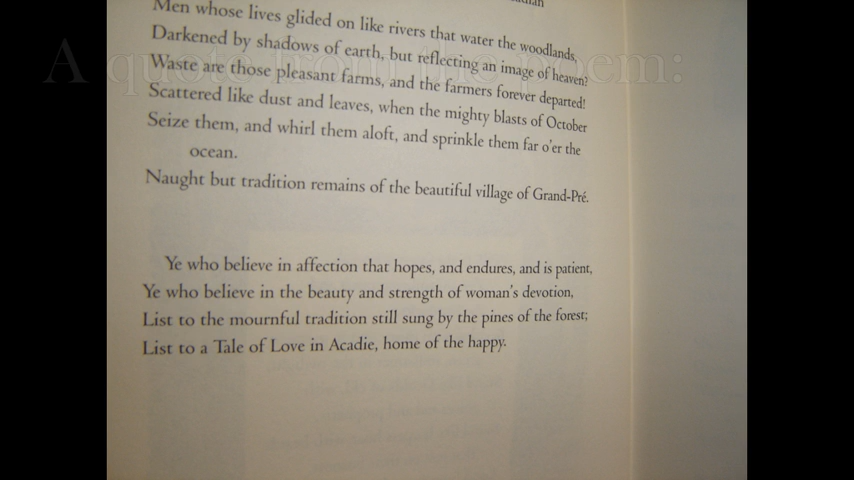 A quote from the poem:
Men whose lives glided on like rivers that water the woodlands,
Darkened by shadows of earth, but reflecting an image of heaven?
Waste are those pleasant farms, and the farmers forever departed!
Scattered like dust and leaves, when the mighty blasts of October
Seize them, and whirl them aloft, and sprinkle them far o'er the
ocean.
Naught but tradition remains of the beautiful village of Grand-Pré.
Ye who believe in affection that hopes, and endures, and is patient,
Ye who believe in the beauty and strength of woman's devotion,
List to the mournful tradition still sung by the pines of the forest;
List to a Tale of Love in Acadie, home of the happy.